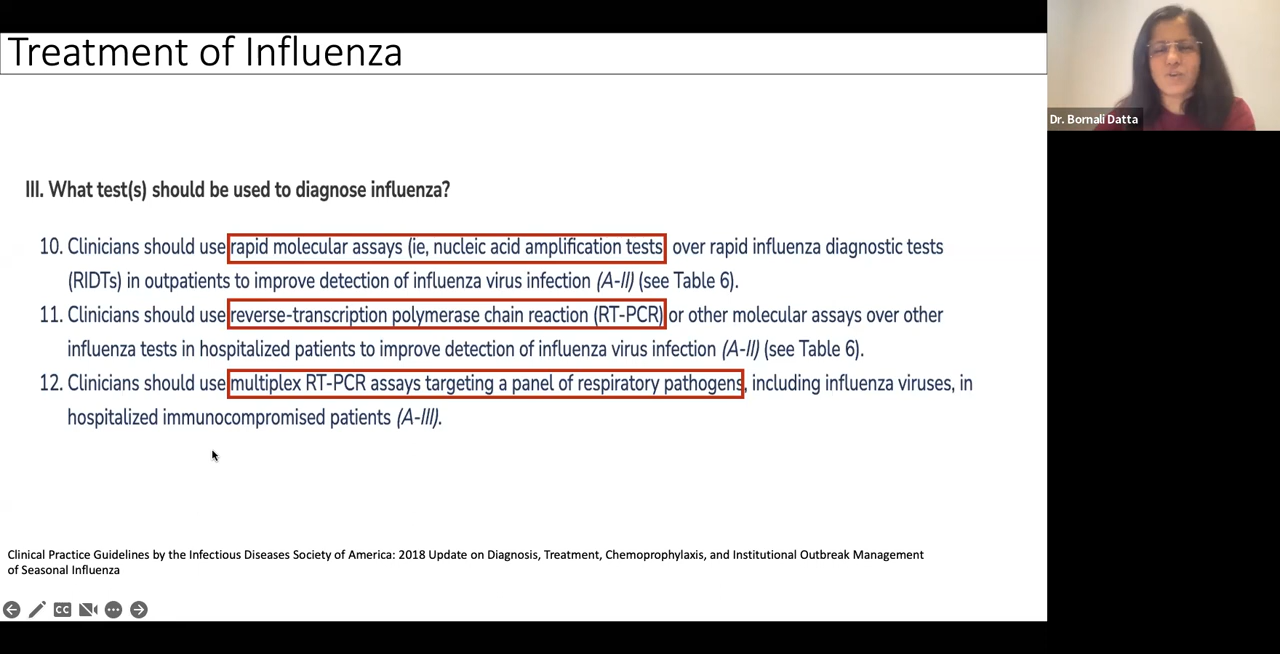 Treatment of Influenza
Dr. Bornali Datta
III. What test(s) should be used to diagnose influenza?
10. Clinicians should use rapid molecular assays (ie, nucleic acid amplification tests over rapid influenza diagnostic tests
(RIDTs) in outpatients to improve detection of influenza virus infection (A-II) (see Table 6).
11. Clinicians should use reverse-transcription polymerase chain reaction (RT-PCR) or other molecular assays over other
influenza tests in hospitalized patients to improve detection of influenza virus infection (A-II) (see Table 6).
12. Clinicians should use multiplex RT-PCR assays targeting a panel of respiratory pathogens, including influenza viruses, in
hospitalized immunocompromised patients (A-III).
Clinical Practice Guidelines by the Infectious Diseases Society of America: 2018 Update on Diagnosis, Treatment, Chemoprophylaxis, and Institutional Outbreak Management
of Seasonal Influenza
CC